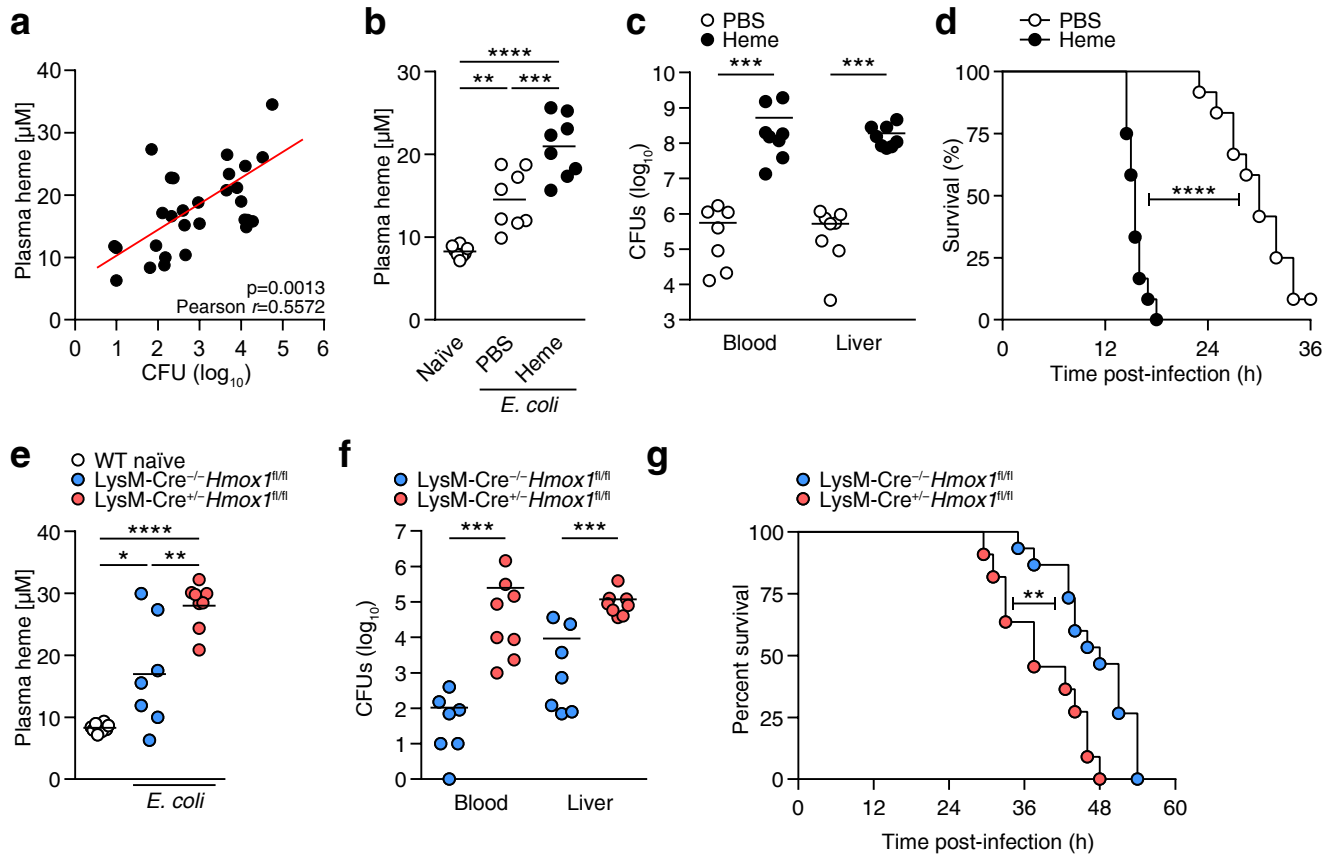 a
Plasma heme [μM]
40
30
20
10
0
p=0.0013
Pearson r=0.5572
0 1 2 3 4 5 6
CFU (log₁₀)
b
Plasma heme [μM]
30
20
10
0
**** 
** ***
Naïve PBS Heme
E. coli
c
PBS
Heme
CFUs (log₁₀)
10
9
8
7
6
5
4
3
*** ***
Blood Liver
d
PBS
Heme
Survival (%)
100
75
50
25
0
****
0 12 24 36
Time post-infection (h)
e
WT naïve
LysM-Cre⁻/⁻Hmox1ᶠˡ/ᶠˡ
LysM-Cre⁺/⁻Hmox1ᶠˡ/ᶠˡ
Plasma heme [μM]
40
30
20
10
0
****
* **
E. coli
f
LysM-Cre⁻/⁻Hmox1ᶠˡ/ᶠˡ
LysM-Cre⁺/⁻Hmox1ᶠˡ/ᶠˡ
CFUs (log₁₀)
7
6
5
4
3
2
1
0
*** ***
Blood Liver
g
LysM-Cre⁻/⁻Hmox1ᶠˡ/ᶠˡ
LysM-Cre⁺/⁻Hmox1ᶠˡ/ᶠˡ
Percent survival
100
75
50
25
0
**
0 12 24 36 48 60
Time post-infection (h)